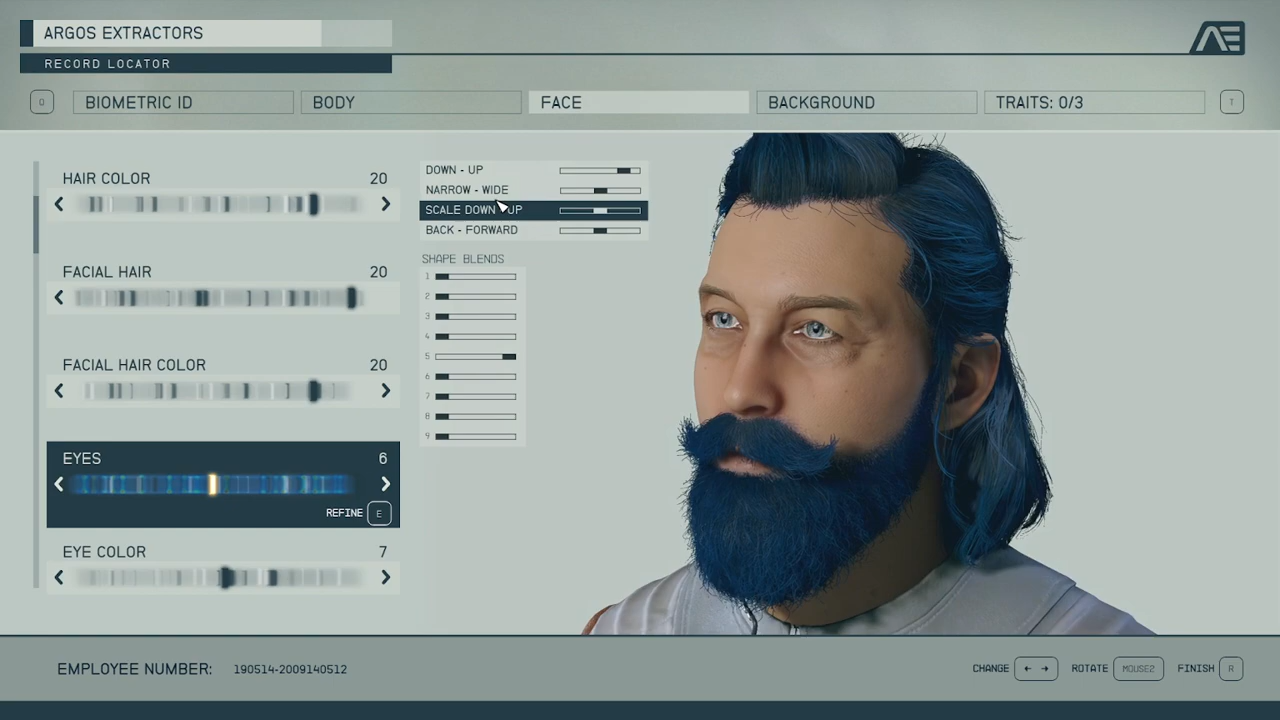 ARGOS EXTRACTORS
RECORD LOCATOR
AE
Q
BIOMETRIC ID
BODY
FACE
BACKGROUND
TRAITS: 0/3
T
HAIR COLOR
20
FACIAL HAIR
20
FACIAL HAIR COLOR
20
EYES
6
REFINE E
EYE COLOR
7
DOWN - UP
NARROW - WIDE
SCALE DOWN UP
BACK - FORWARD
SHAPE BLENDS
1
2
3
4
5
6
7
8
9
EMPLOYEE NUMBER: 190514-2009140512
CHANGE ← → ROTATE MOUSE2 FINISH R